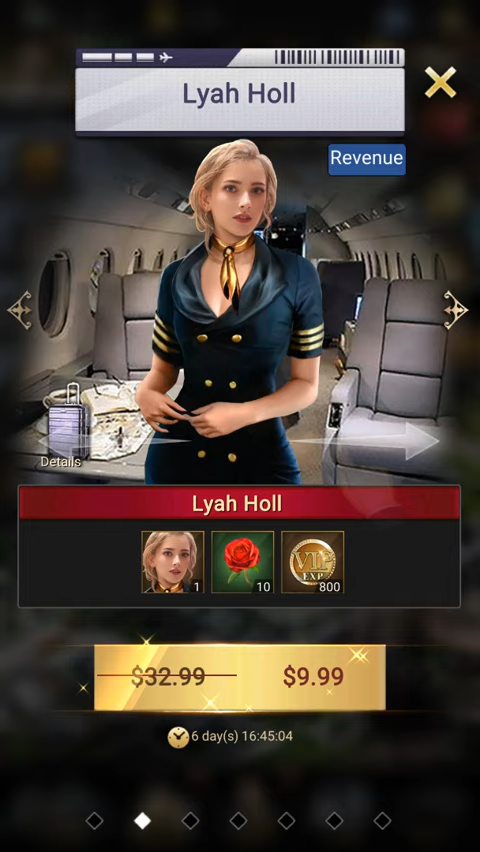 Lyah Holl
Revenue
Details
Lyah Holl
1
10
VIP
EXP
800
$32.99 $9.99
6 day(s) 16:45:04